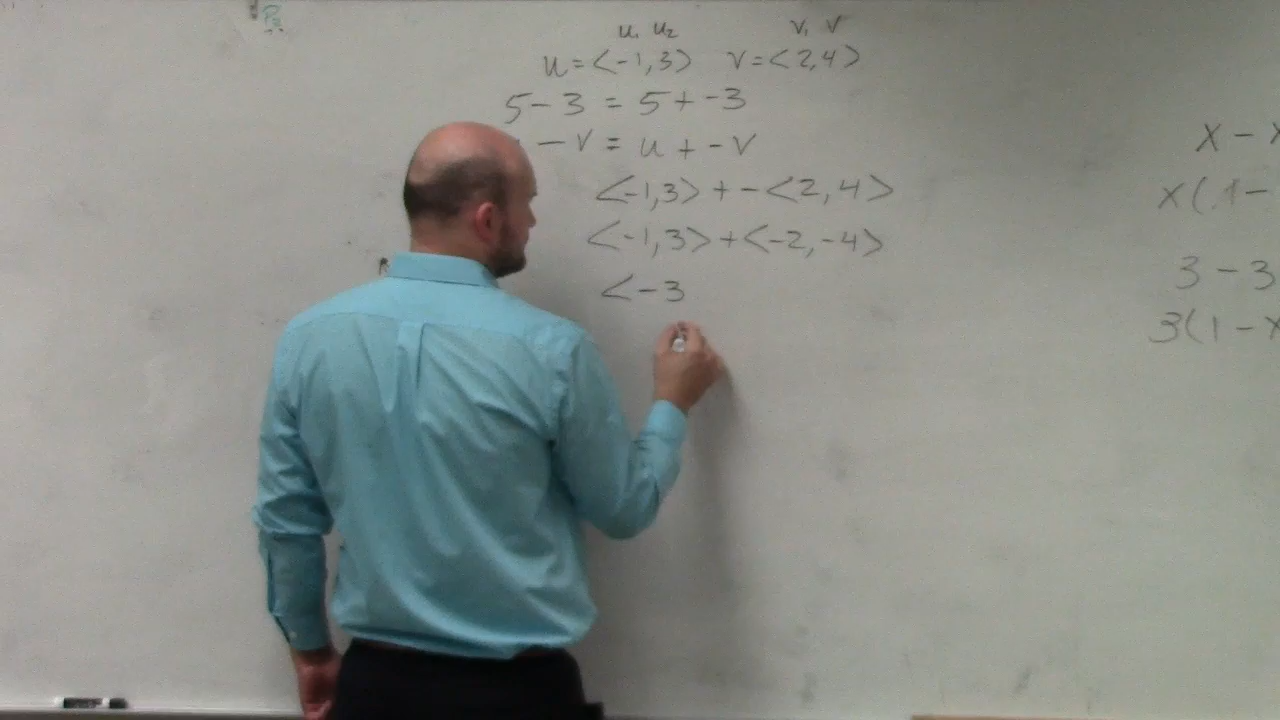 u₁ u₂ v₁ v
u=<-1,3> v=<2,4>
5-3 = 5+-3
-v = u+-v
<-1,3>+-<2,4>
<-1,3>+<-2,-4>
<-3
x-x
x(1-
3-3
3(1-x